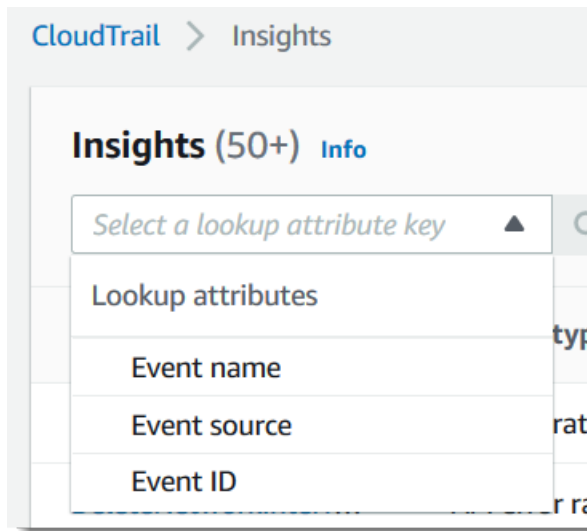 CloudTrail > Insights
Insights (50+) Info
Select a lookup attribute key
Lookup attributes
Event name
Event source
Event ID